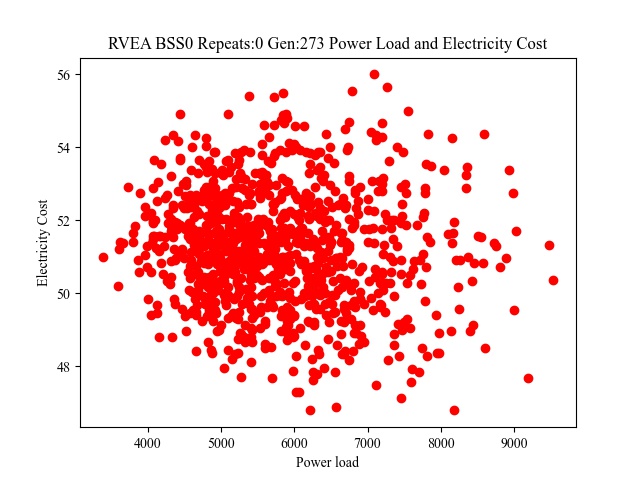 RVEA BSS0 Repeats:0 Gen:273 Power Load and Electricity Cost
56
54
52
50
48
Electricity Cost
4000 5000 6000 7000 8000 9000
Power load